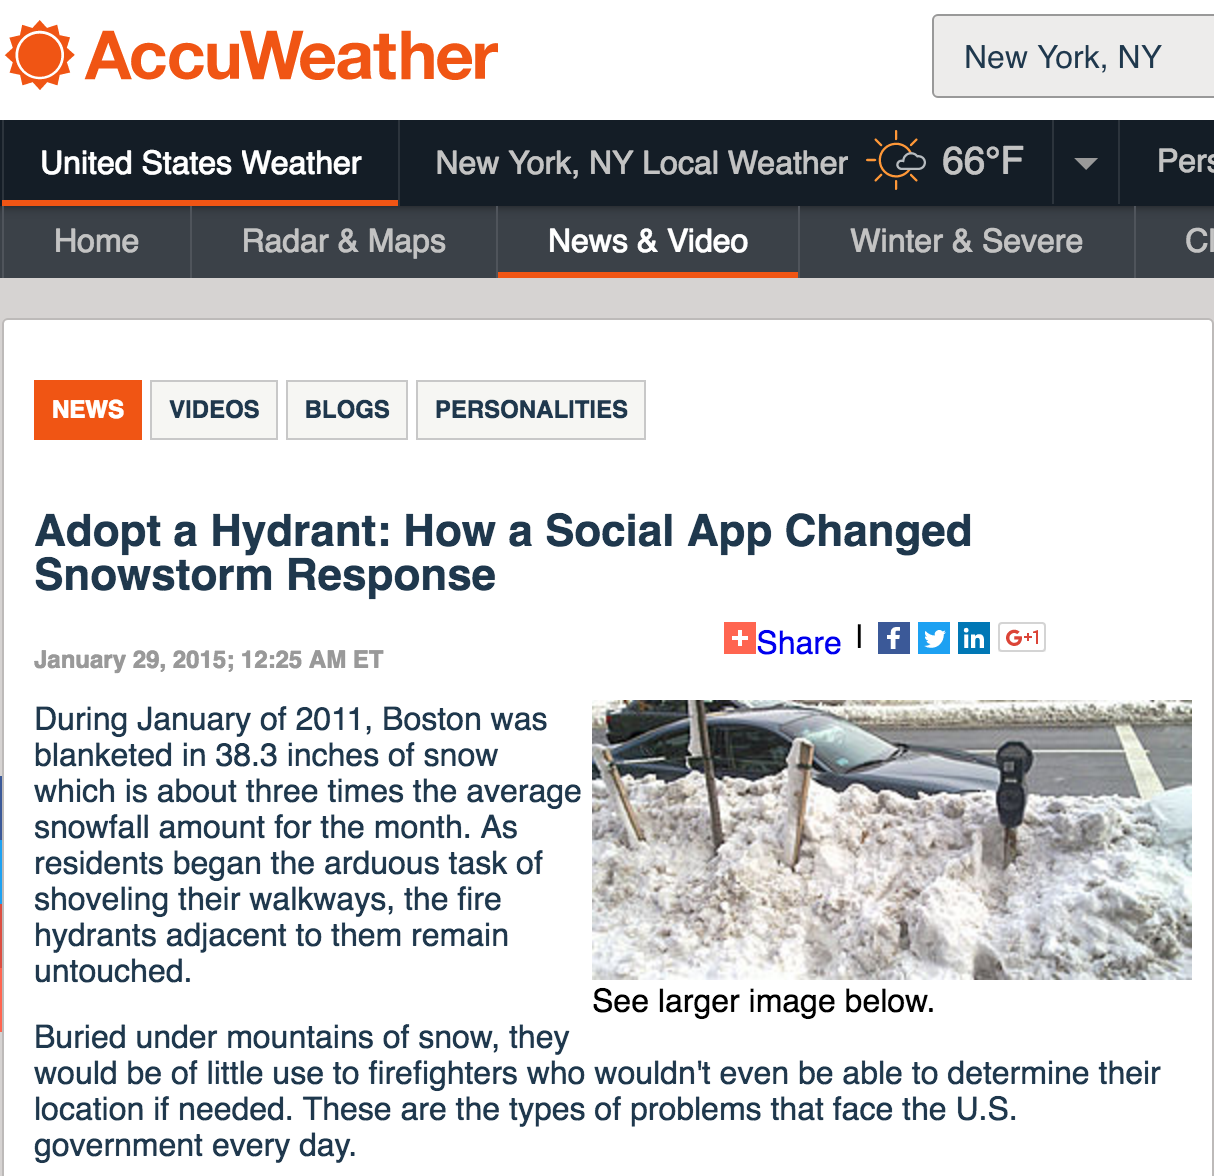 AccuWeather
New York, NY
United States Weather
New York, NY Local Weather
66°F
Pers
Home
Radar & Maps
News & Video
Winter & Severe
NEWS
VIDEOS
BLOGS
PERSONALITIES
Adopt a Hydrant: How a Social App Changed
Snowstorm Response
Share |
f
in
G+1
January 29, 2015; 12:25 AM ET
During January of 2011, Boston was
blanketed in 38.3 inches of snow
which is about three times the average
snowfall amount for the month. As
residents began the arduous task of
shoveling their walkways, the fire
hydrants adjacent to them remain
untouched.
See larger image below.
Buried under mountains of snow, they
would be of little use to firefighters who wouldn't even be able to determine their
location if needed. These are the types of problems that face the U.S.
government every day.